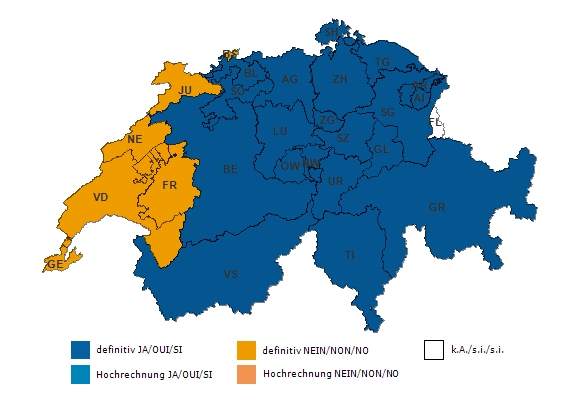 SH
BS
BL
TG
AG
ZH
JU
SO
AR
AI
SG
FL
ZG
LU
NE
SZ
GL
OW
NW
BE
UR
FR
VD
GR
TI
GE
VS
definitiv JA/OUI/SI
definitiv NEIN/NON/NO
k.A./s.i./s.i.
Hochrechnung JA/OUI/SI
Hochrechnung NEIN/NON/NO